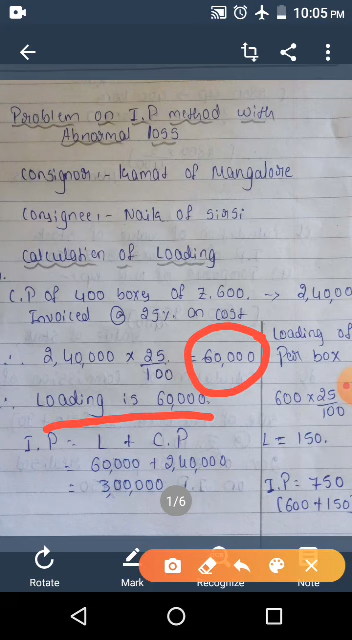 10:05 PM
Problem on I.P method with
Abnormal loss
Consignor :- Kamat of Mangalore
Consignee :- Naik of Sirsi
Calculation of Loading
C.P of 400 boxes of Z.600. → 2,40,00
Invoiced @ 25% on cost
∴ 2,40,000 × 25/100 = 60,000
∴ Loading is 60,000.
I.P = L + C.P
= 60,000 + 2,40,000
= 3,00,000
Loading of
Per box
600 × 25/100
L = 150.
I.P = 750
(600 + 150
1/6
Rotate
Mark
Recognize
Note